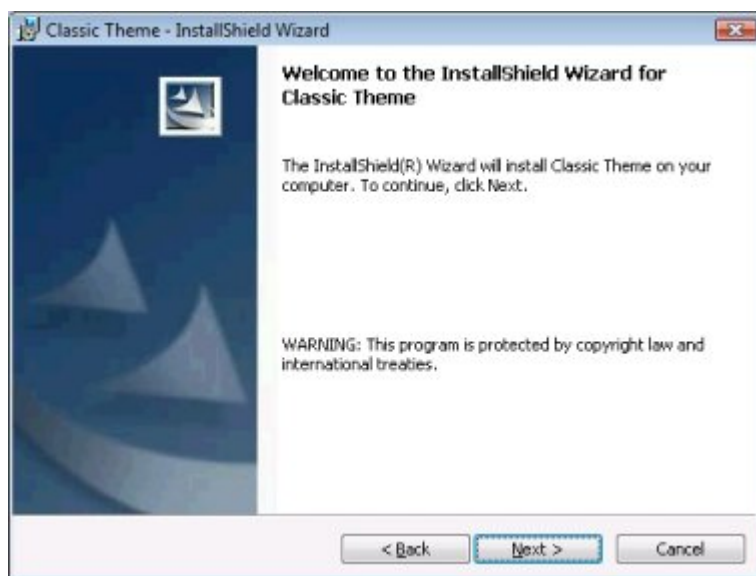 Classic Theme - InstallShield Wizard
Welcome to the InstallShield Wizard for
Classic Theme
The InstallShield(R) Wizard will install Classic Theme on your
computer. To continue, click Next.
WARNING: This program is protected by copyright law and
international treaties.
< Back
Next >
Cancel